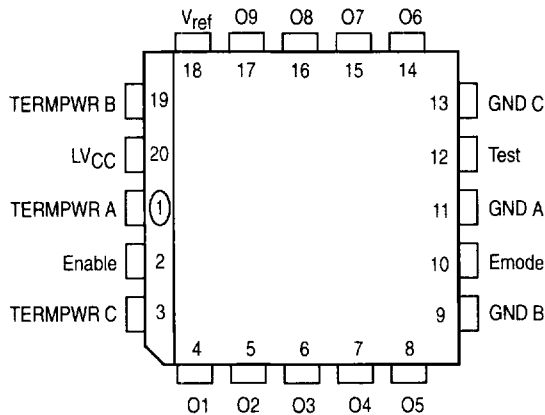 Vref O9 O8 O7 O6
18 17 16 15 14
TERMPWR B 19 13 GND C
LVCC 20 12 Test
TERMPWR A 1 11 GND A
Enable 2 10 Emode
TERMPWR C 3 9 GND B
4 5 6 7 8
O1 O2 O3 O4 O5